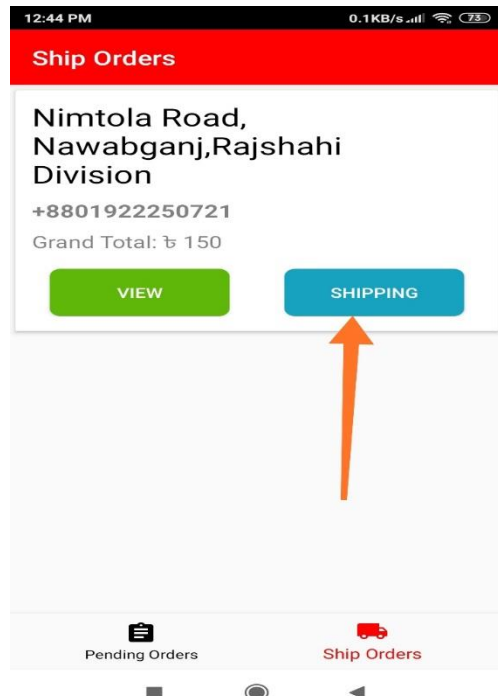 12:44 PM 0.1KB/s 73
Ship Orders
Nimtola Road,
Nawabganj,Rajshahi
Division
+8801922250721
Grand Total: ৳ 150
VIEW SHIPPING
Pending Orders Ship Orders